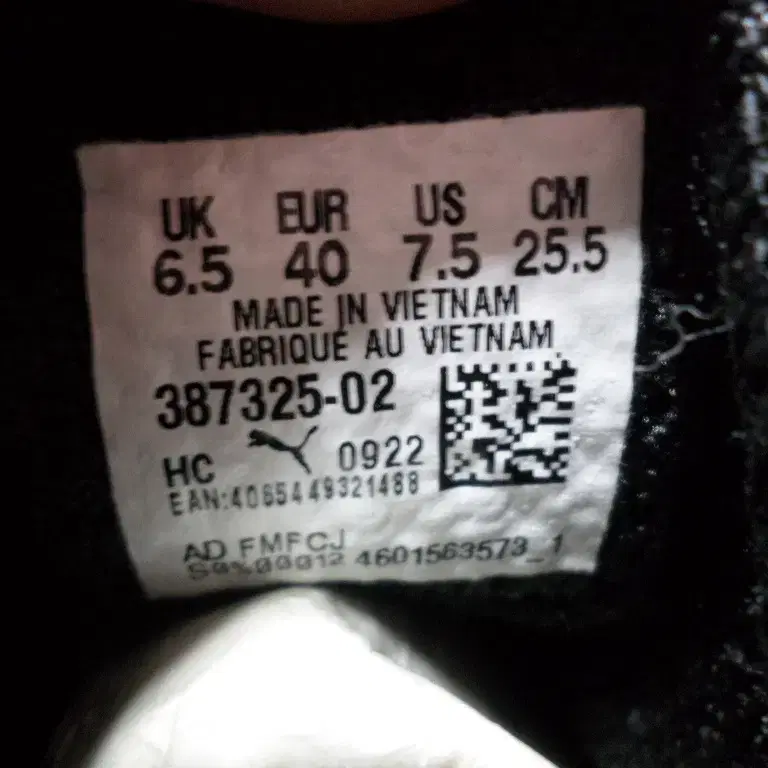 UK EUR US CM
6.5 40 7.5 25.5
MADE IN VIETNAM
FABRIQUÉ AU VIETNAM
387325-02
HC 0922
EAN:4065449321488
AD FMFCJ
4601563573_1